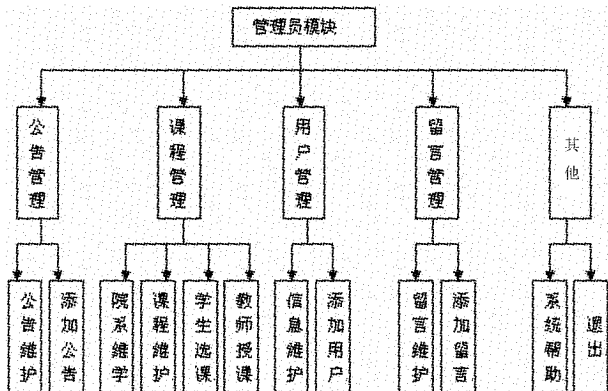 管理员模块
公告管理
课程管理
用户管理
留言管理
其他
公告维护
添加公告
院系维学
课程维护
学生选课
教师授课
信息维护
添加用户
留言维护
添加留言
系统帮助
退出